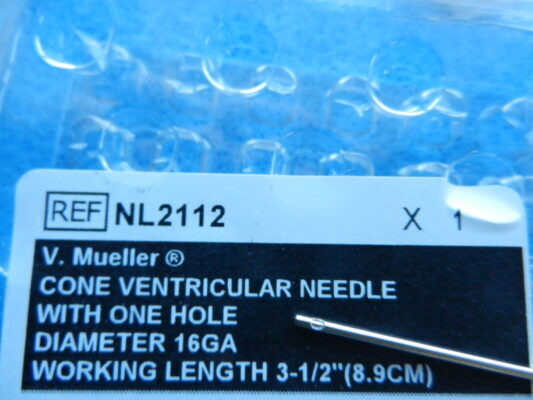 REF NL2112 X 1
V. Mueller ®
CONE VENTRICULAR NEEDLE
WITH ONE HOLE
DIAMETER 16GA
WORKING LENGTH 3-1/2"(8.9CM)